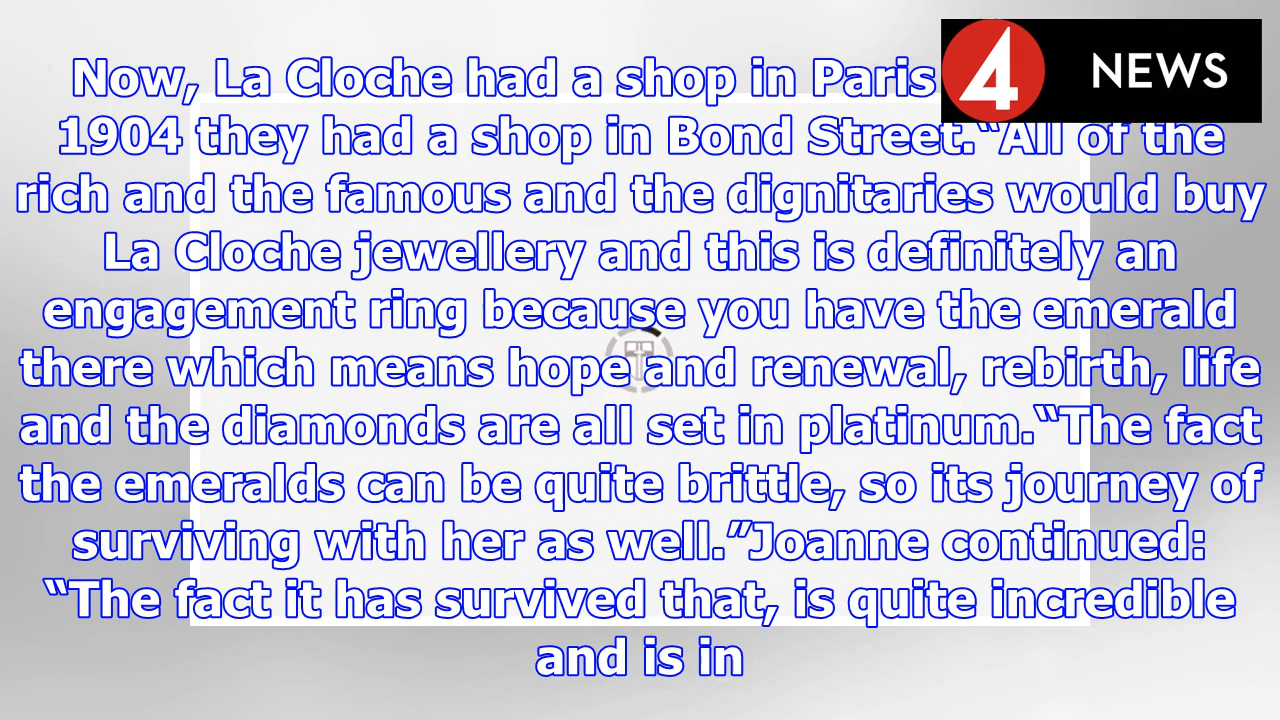 Now, La Cloche had a shop in Paris
4 NEWS
1904 they had a shop in Bond Street.“All of the
rich and the famous and the dignitaries would buy
La Cloche jewellery and this is definitely an
engagement ring because you have the emerald
there which means hope and renewal, rebirth, life
and the diamonds are all set in platinum.“The fact
the emeralds can be quite brittle, so its journey of
surviving with her as well.”Joanne continued:
“The fact it has survived that, is quite incredible
and is in